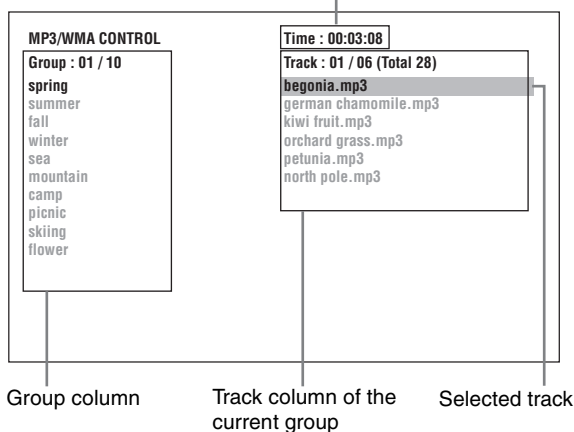 MP3/WMA CONTROL
Group : 01 / 10
spring
summer
fall
winter
sea
mountain
camp
picnic
skiing
flower
Time : 00:03:08
Track : 01 / 06 (Total 28)
begonia.mp3
german chamomile.mp3
kiwi fruit.mp3
orchard grass.mp3
petunia.mp3
north pole.mp3
Group column
Track column of the
current group
Selected track